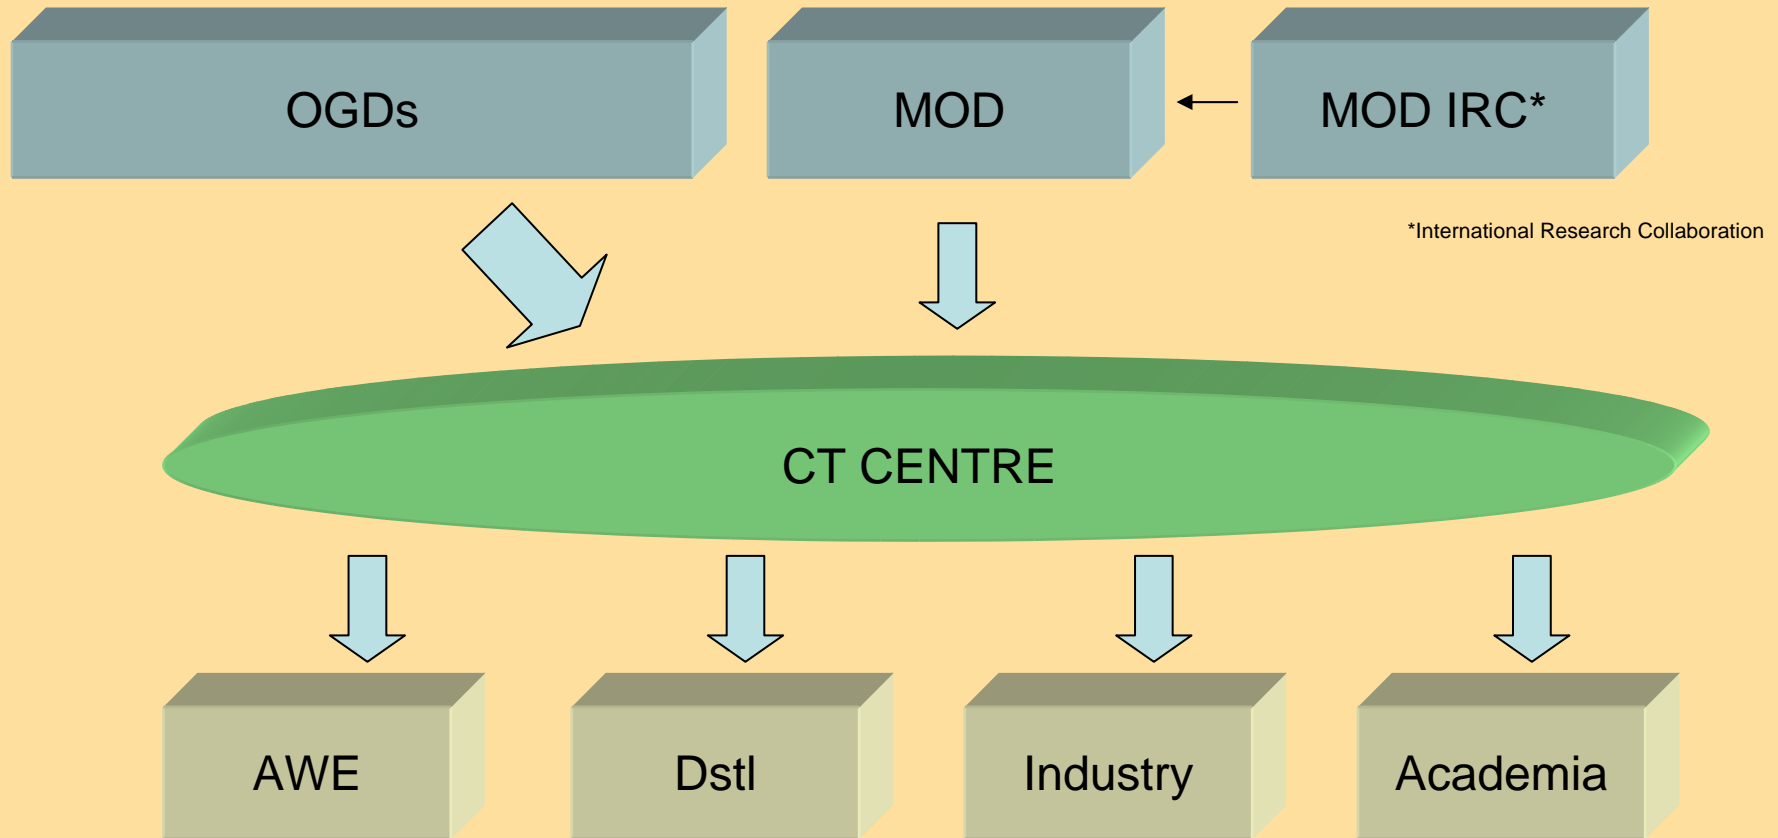 OGDs
MOD
MOD IRC*
*International Research Collaboration
CT CENTRE
AWE
Dstl
Industry
Academia